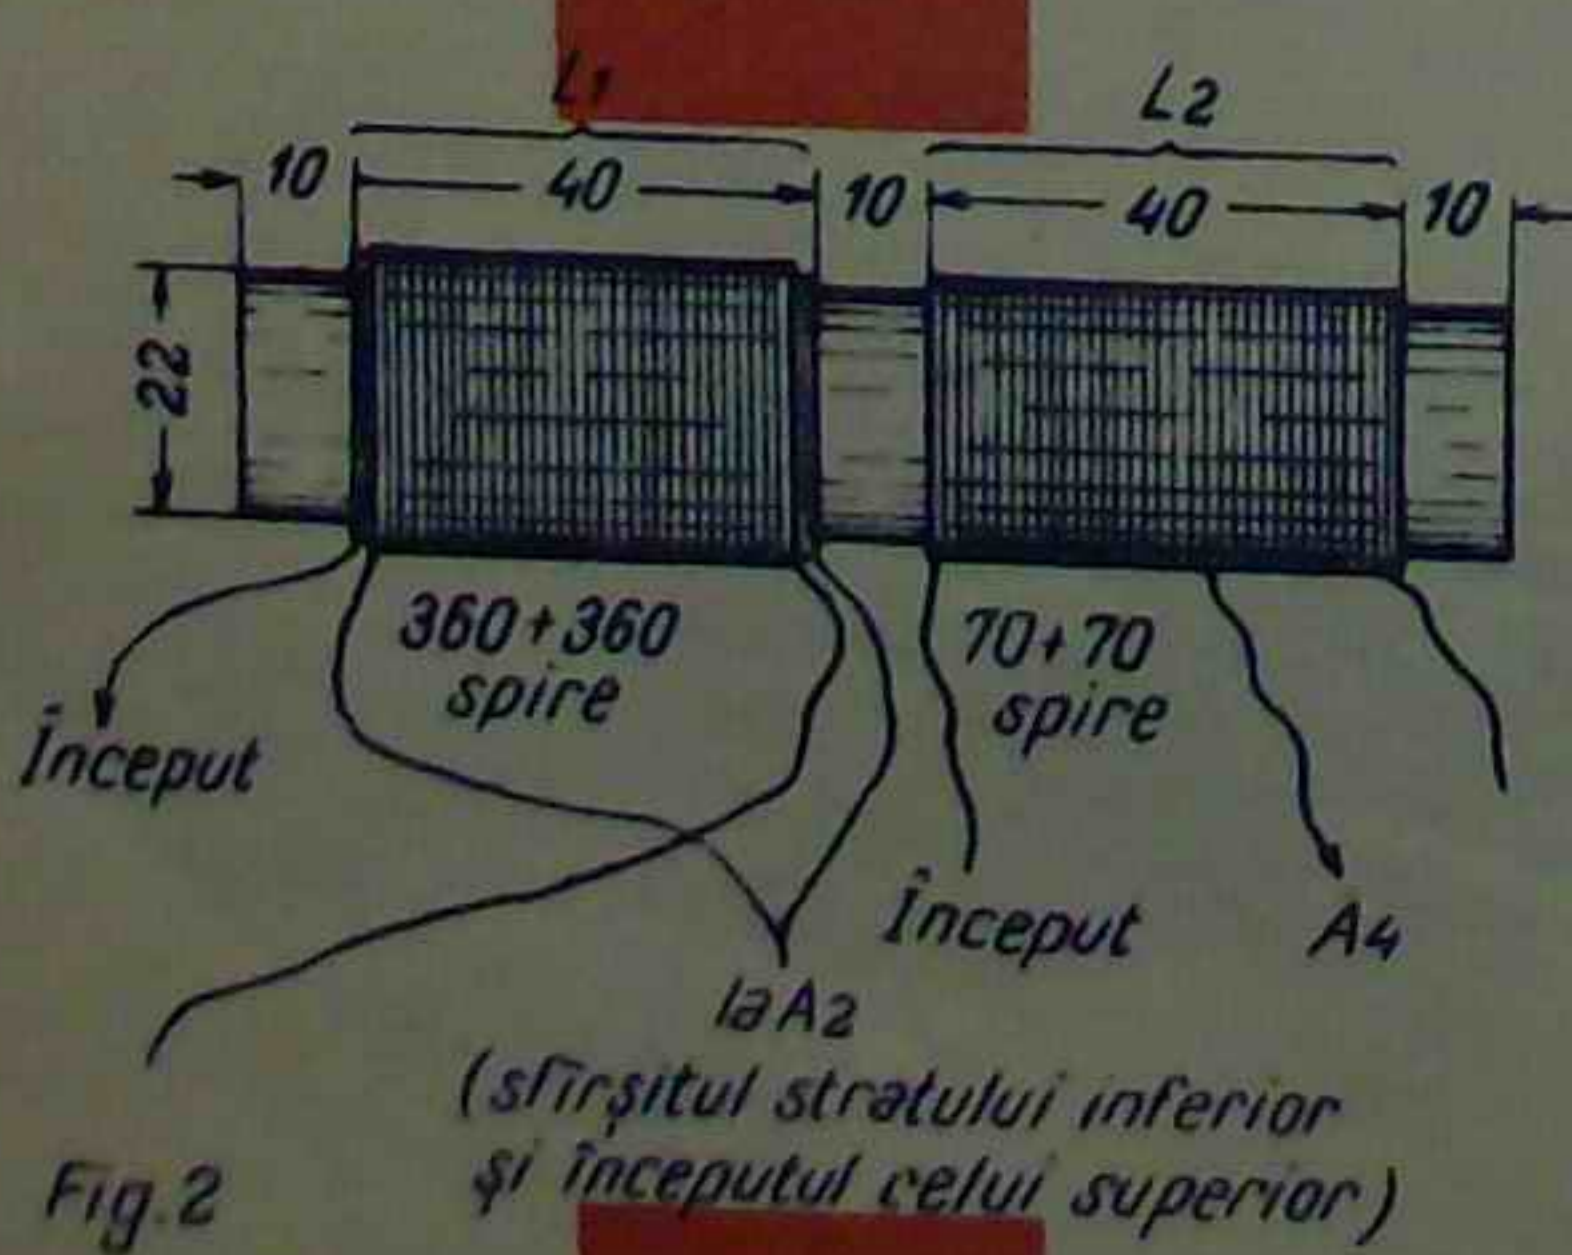 L1
L2
10 40 10 40 10
22
360+360
spire
70+70
spire
Început
Început
A4
la A2
(sfîrşitul stratului inferior
şi începutul celui superior)
Fig. 2